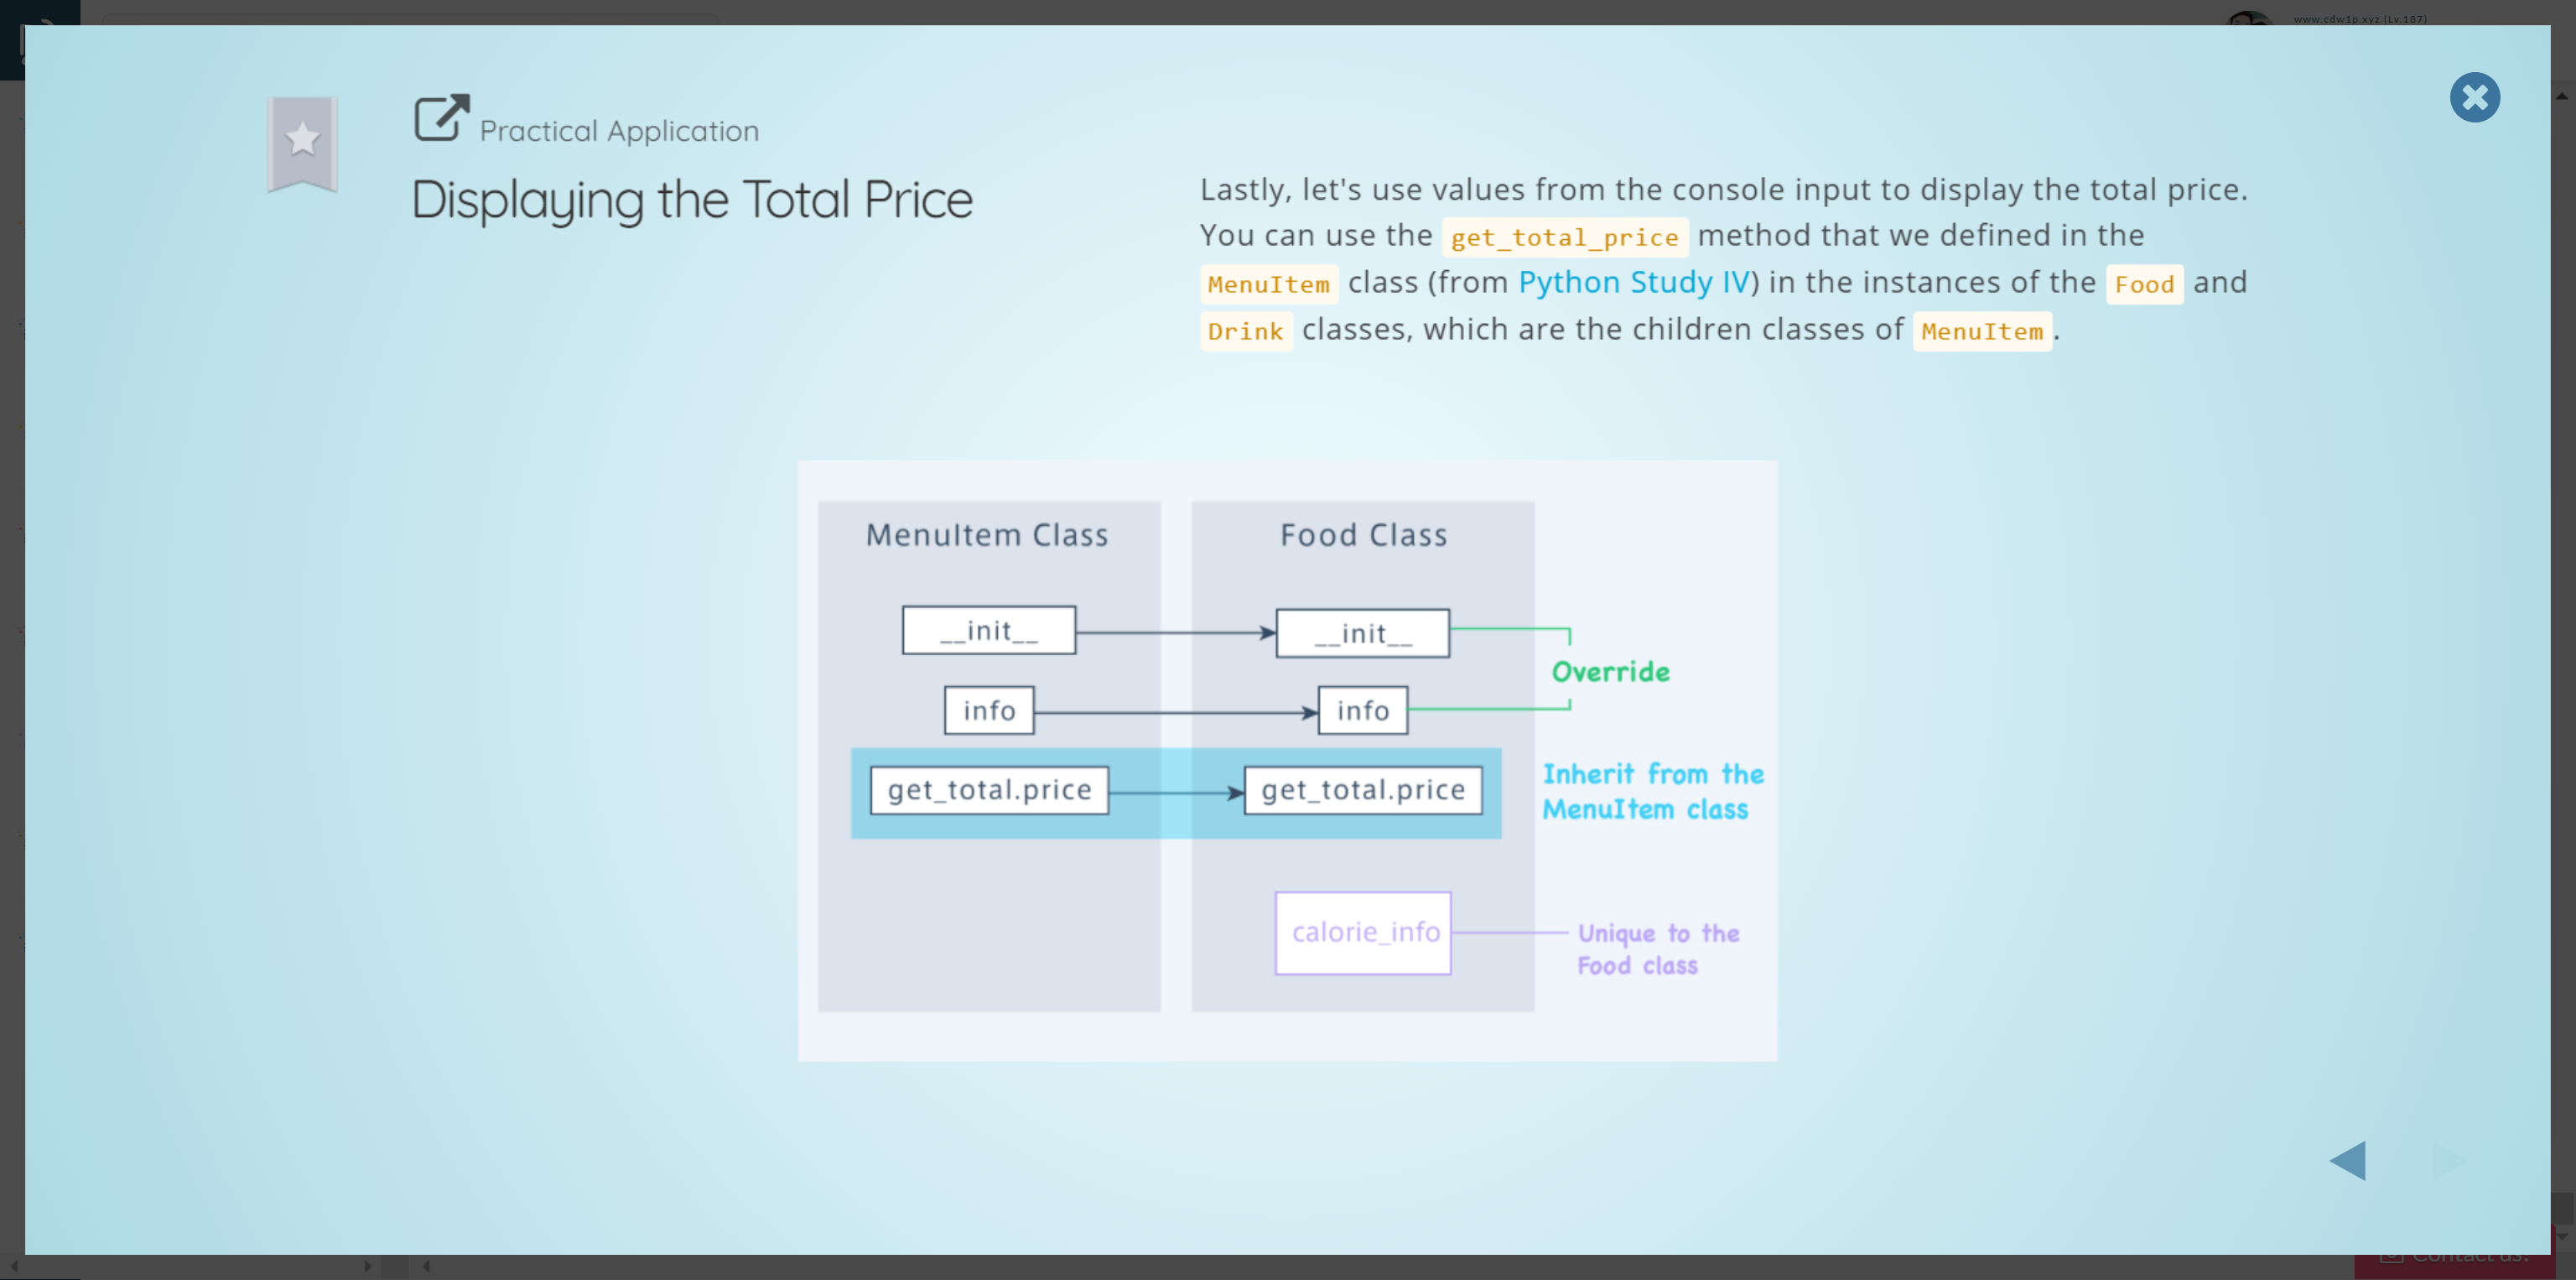 www.cdw1p.xyz (Lv.187)
Practical Application
Displaying the Total Price
Lastly, let's use values from the console input to display the total price.
You can use the get_total_price method that we defined in the
MenuItem class (from Python Study IV) in the instances of the Food and
Drink classes, which are the children classes of MenuItem.
MenuItem Class
Food Class
__init__
__init__
Override
info
info
get_total.price
get_total.price
Inherit from the
MenuItem class
calorie_info
Unique to the
Food class
Contact us!